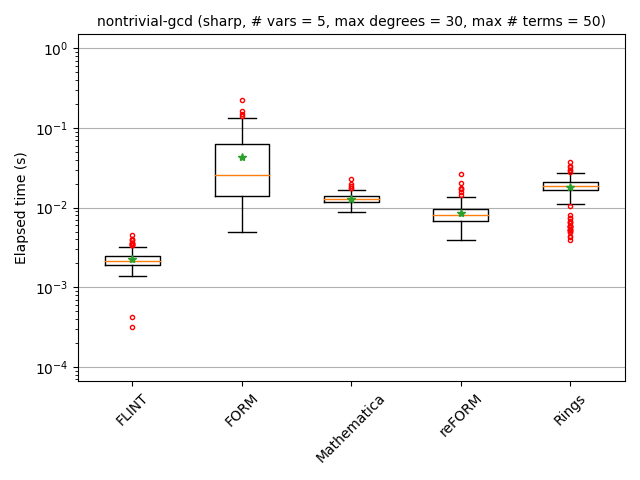 nontrivial-gcd (sharp, # vars = 5, max degrees = 30, max # terms = 50)
Elapsed time (s)
10⁰
10⁻¹
10⁻²
10⁻³
10⁻⁴
FLINT
FORM
Mathematica
reFORM
Rings